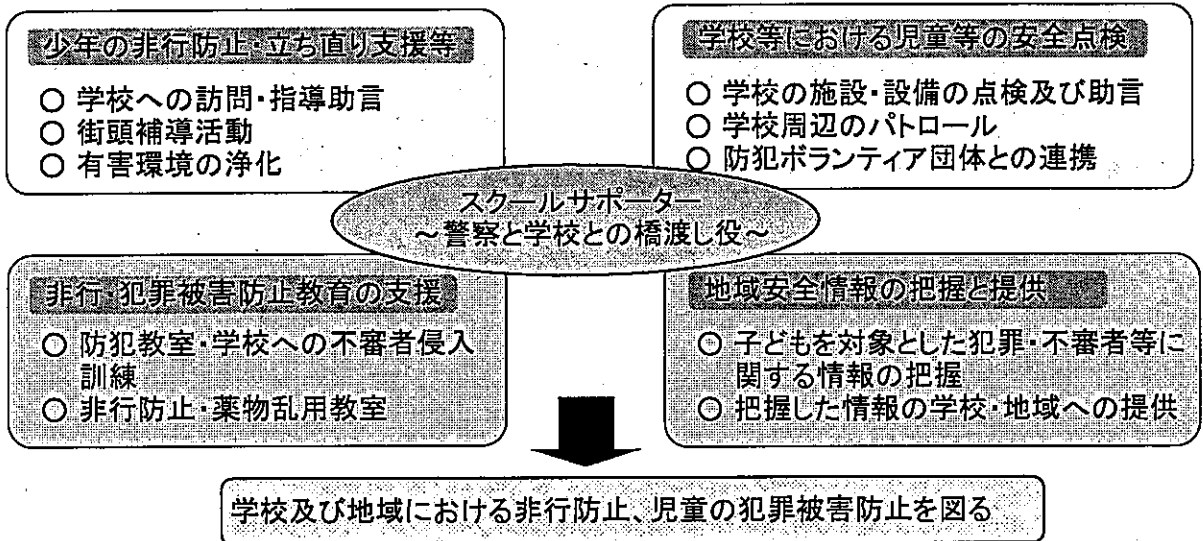 少年の非行防止・立ち直り支援等
○ 学校への訪問・指導助言
○ 街頭補導活動
○ 有害環境の浄化
学校等における児童等の安全点検
○ 学校の施設・設備の点検及び助言
○ 学校周辺のパトロール
○ 防犯ボランティア団体との連携
スクールサポーター
～警察と学校との橋渡し役～
非行・犯罪被害防止教育の支援
○ 防犯教室・学校への不審者侵入
訓練
○ 非行防止・薬物乱用教室
地域安全情報の把握と提供
○ 子どもを対象とした犯罪・不審者等に
関する情報の把握
○ 把握した情報の学校・地域への提供
学校及び地域における非行防止、児童の犯罪被害防止を図る